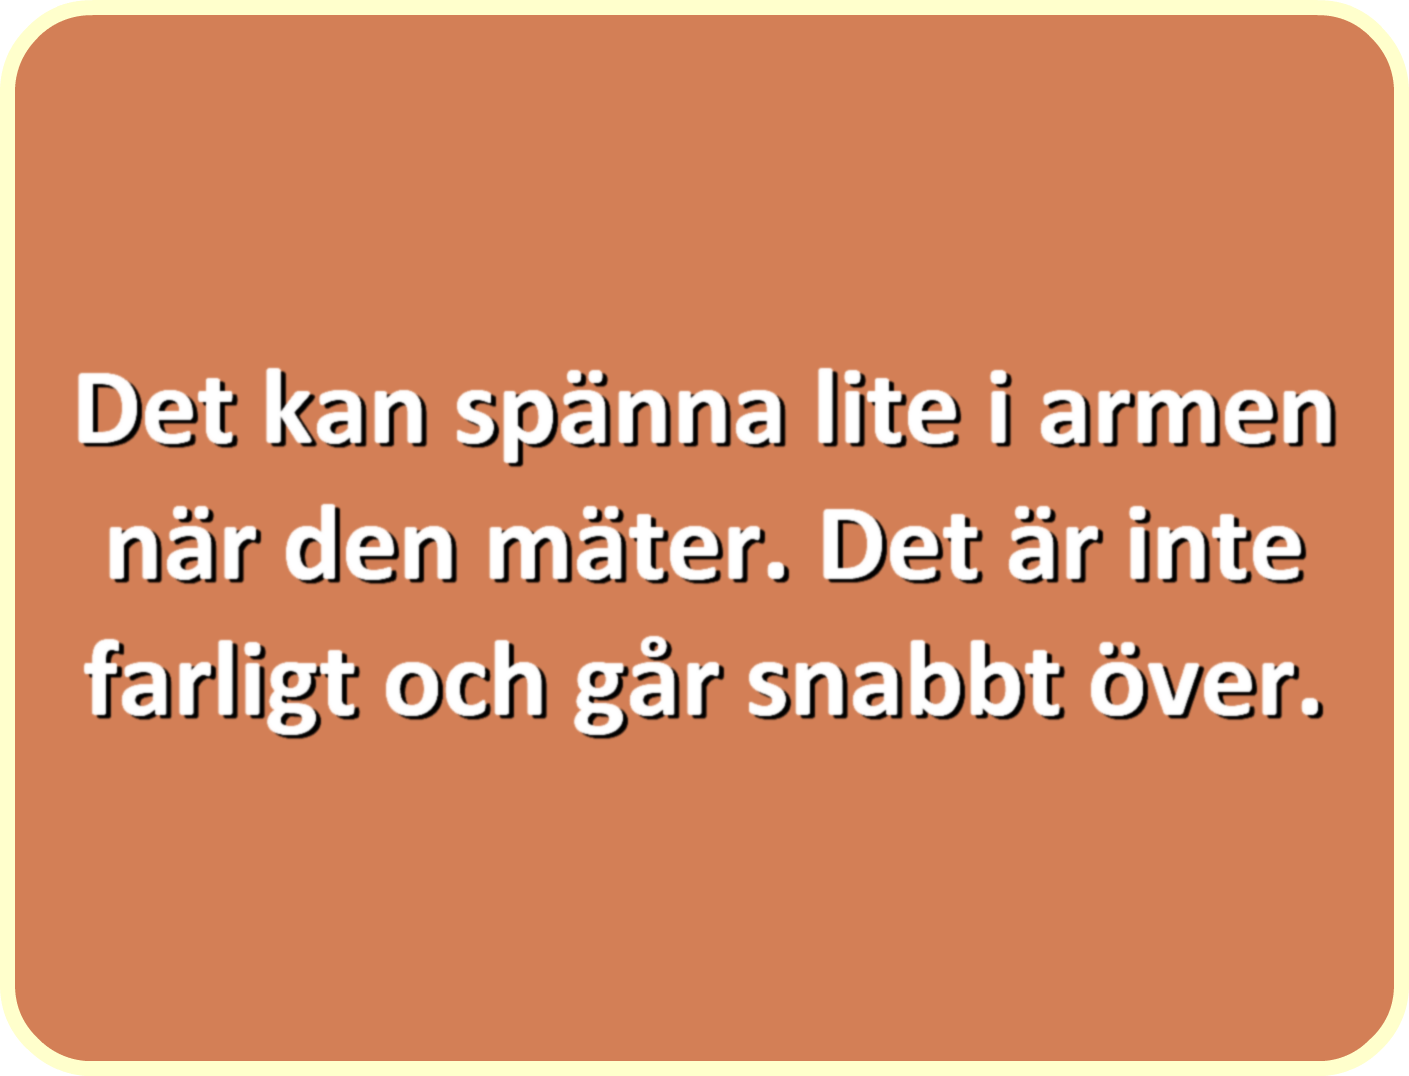 Det kan spänna lite i armen
när den mäter. Det är inte
farligt och går snabbt över.